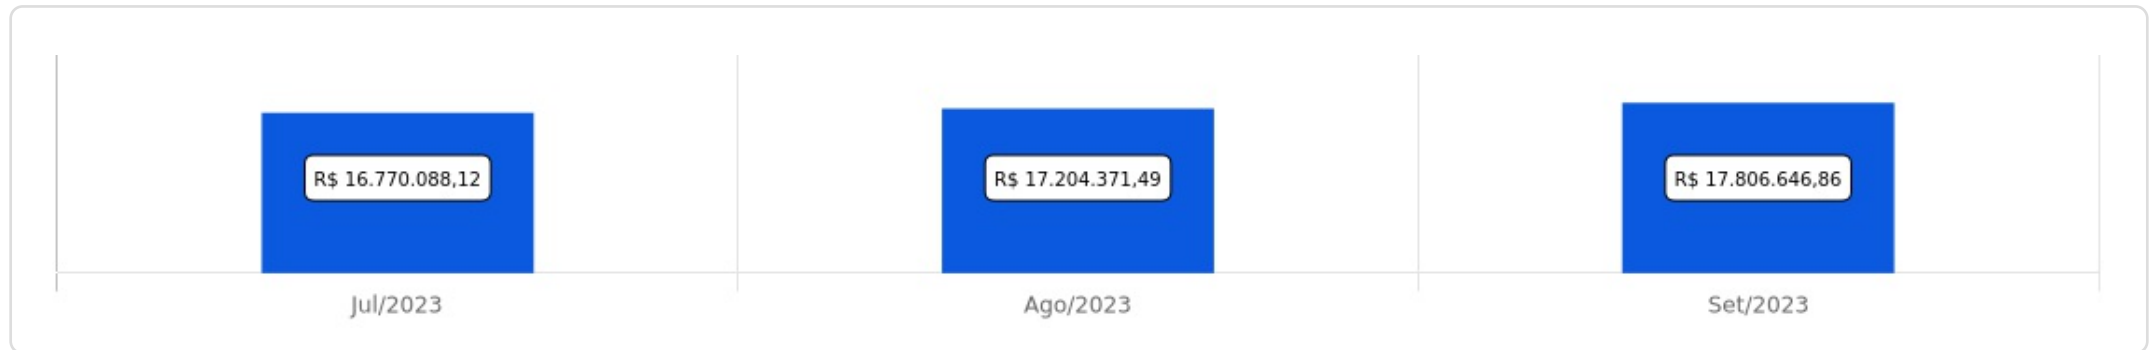 R$ 16.770.088,12
R$ 17.204.371,49
R$ 17.806.646,86
Jul/2023
Ago/2023
Set/2023